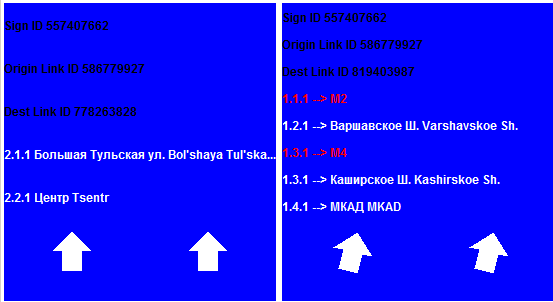 Sign ID 557407662
Origin Link ID 586779927
Dest Link ID 778263828
2.1.1 Большая Тульская ул. Bol'shaya Tul'ska...
2.2.1 Центр Tsentr
Sign ID 557407662
Origin Link ID 586779927
Dest Link ID 819403987
1.1.1 --> M2
1.2.1 --> Варшавское Ш. Varshavskoe Sh.
1.3.1 --> M4
1.3.1 --> Каширское Ш. Kashirskoe Sh.
1.4.1 --> МКАД MKAD